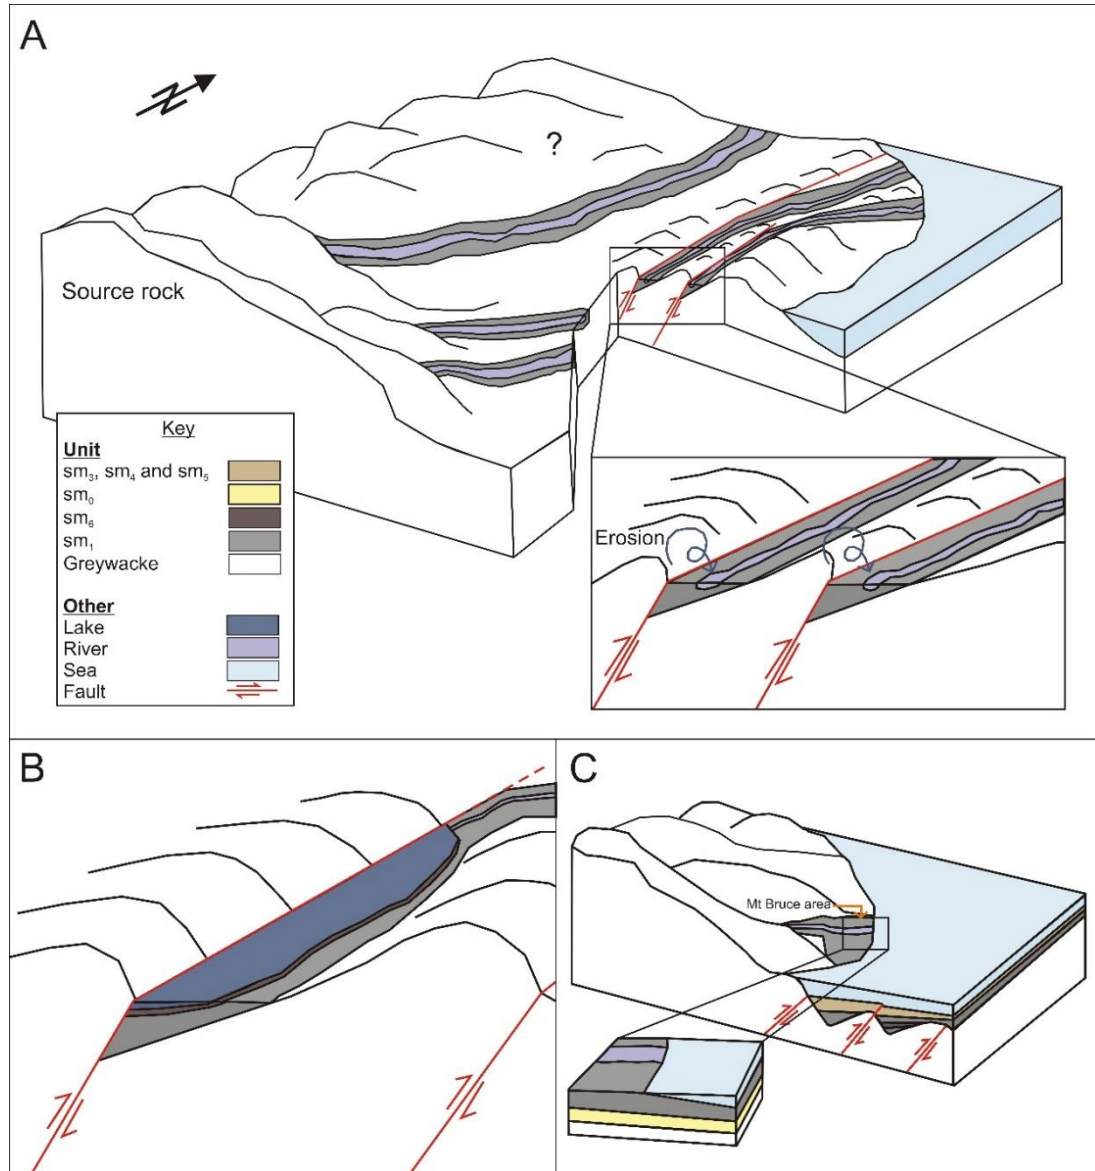 A
N
?
Source rock
Key
Unit
sm₃, sm₄ and sm₅
sm₀
sm₆
sm₁
Greywacke
Other
Lake
River
Sea
Fault
Erosion
B
C
Mt Bruce area